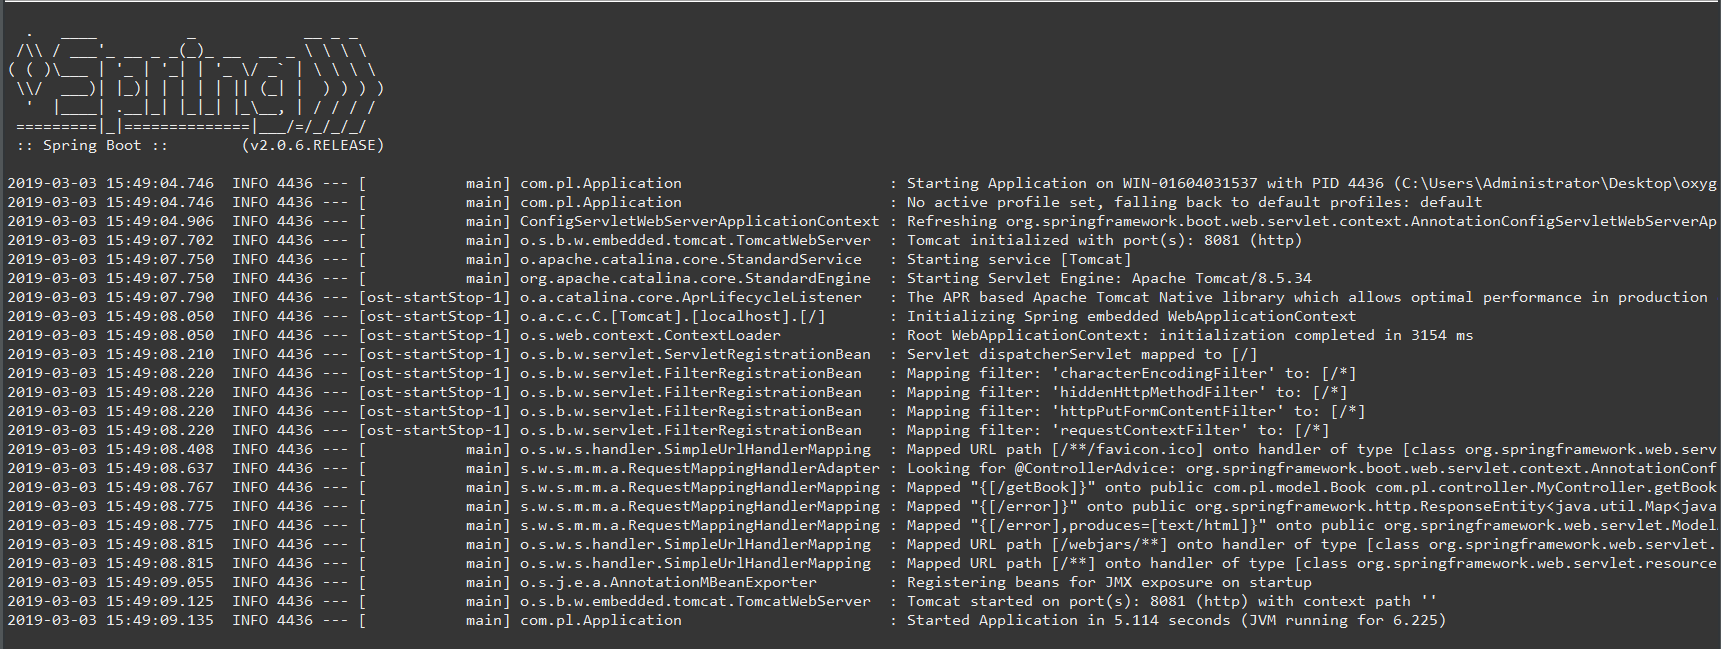 .   ____          _            __ _ _
 /\\ / ___'_ __ _ _(_)_ __  __ _ \ \ \ \
( ( )\___ | '_ | '_| | '_ \/ _` | \ \ \ \
 \\/  ___)| |_)| | | | | || (_| |  ) ) ) )
  '  |____| .__|_| |_|_| |_\__, | / / / /
 =========|_|==============|___/=/_/_/_/
 :: Spring Boot ::        (v2.0.6.RELEASE)
2019-03-03 15:49:04.746  INFO 4436 --- [           main] com.pl.Application                       : Starting Application on WIN-01604031537 with PID 4436 (C:\Users\Administrator\Desktop\oxyg
2019-03-03 15:49:04.746  INFO 4436 --- [           main] com.pl.Application                       : No active profile set, falling back to default profiles: default
2019-03-03 15:49:04.906  INFO 4436 --- [           main] ConfigServletWebServerApplicationContext : Refreshing org.springframework.boot.web.servlet.context.AnnotationConfigServletWebServerAp
2019-03-03 15:49:07.702  INFO 4436 --- [           main] o.s.b.w.embedded.tomcat.TomcatWebServer  : Tomcat initialized with port(s): 8081 (http)
2019-03-03 15:49:07.750  INFO 4436 --- [           main] o.apache.catalina.core.StandardService   : Starting service [Tomcat]
2019-03-03 15:49:07.750  INFO 4436 --- [           main] org.apache.catalina.core.StandardEngine  : Starting Servlet Engine: Apache Tomcat/8.5.34
2019-03-03 15:49:07.790  INFO 4436 --- [ost-startStop-1] o.a.catalina.core.AprLifecycleListener   : The APR based Apache Tomcat Native library which allows optimal performance in production
2019-03-03 15:49:08.050  INFO 4436 --- [ost-startStop-1] o.a.c.c.C.[Tomcat].[localhost].[/]       : Initializing Spring embedded WebApplicationContext
2019-03-03 15:49:08.050  INFO 4436 --- [ost-startStop-1] o.s.web.context.ContextLoader            : Root WebApplicationContext: initialization completed in 3154 ms
2019-03-03 15:49:08.210  INFO 4436 --- [ost-startStop-1] o.s.b.w.servlet.ServletRegistrationBean  : Servlet dispatcherServlet mapped to [/]
2019-03-03 15:49:08.220  INFO 4436 --- [ost-startStop-1] o.s.b.w.servlet.FilterRegistrationBean   : Mapping filter: 'characterEncodingFilter' to: [/*]
2019-03-03 15:49:08.220  INFO 4436 --- [ost-startStop-1] o.s.b.w.servlet.FilterRegistrationBean   : Mapping filter: 'hiddenHttpMethodFilter' to: [/*]
2019-03-03 15:49:08.220  INFO 4436 --- [ost-startStop-1] o.s.b.w.servlet.FilterRegistrationBean   : Mapping filter: 'httpPutFormContentFilter' to: [/*]
2019-03-03 15:49:08.220  INFO 4436 --- [ost-startStop-1] o.s.b.w.servlet.FilterRegistrationBean   : Mapping filter: 'requestContextFilter' to: [/*]
2019-03-03 15:49:08.408  INFO 4436 --- [           main] o.s.w.s.handler.SimpleUrlHandlerMapping  : Mapped URL path [/**/favicon.ico] onto handler of type [class org.springframework.web.serv
2019-03-03 15:49:08.637  INFO 4436 --- [           main] s.w.s.m.m.a.RequestMappingHandlerAdapter : Looking for @ControllerAdvice: org.springframework.boot.web.servlet.context.AnnotationConf
2019-03-03 15:49:08.767  INFO 4436 --- [           main] s.w.s.m.m.a.RequestMappingHandlerMapping : Mapped "{[/getBook]}" onto public com.pl.model.Book com.pl.controller.MyController.getBook
2019-03-03 15:49:08.775  INFO 4436 --- [           main] s.w.s.m.m.a.RequestMappingHandlerMapping : Mapped "{[/error]}" onto public org.springframework.http.ResponseEntity<java.util.Map<java
2019-03-03 15:49:08.775  INFO 4436 --- [           main] s.w.s.m.m.a.RequestMappingHandlerMapping : Mapped "{[/error],produces=[text/html]}" onto public org.springframework.web.servlet.Model
2019-03-03 15:49:08.815  INFO 4436 --- [           main] o.s.w.s.handler.SimpleUrlHandlerMapping  : Mapped URL path [/webjars/**] onto handler of type [class org.springframework.web.servlet.
2019-03-03 15:49:08.815  INFO 4436 --- [           main] o.s.w.s.handler.SimpleUrlHandlerMapping  : Mapped URL path [/**] onto handler of type [class org.springframework.web.servlet.resource
2019-03-03 15:49:09.055  INFO 4436 --- [           main] o.s.j.e.a.AnnotationMBeanExporter        : Registering beans for JMX exposure on startup
2019-03-03 15:49:09.125  INFO 4436 --- [           main] o.s.b.w.embedded.tomcat.TomcatWebServer  : Tomcat started on port(s): 8081 (http) with context path ''
2019-03-03 15:49:09.135  INFO 4436 --- [           main] com.pl.Application                       : Started Application in 5.114 seconds (JVM running for 6.225)